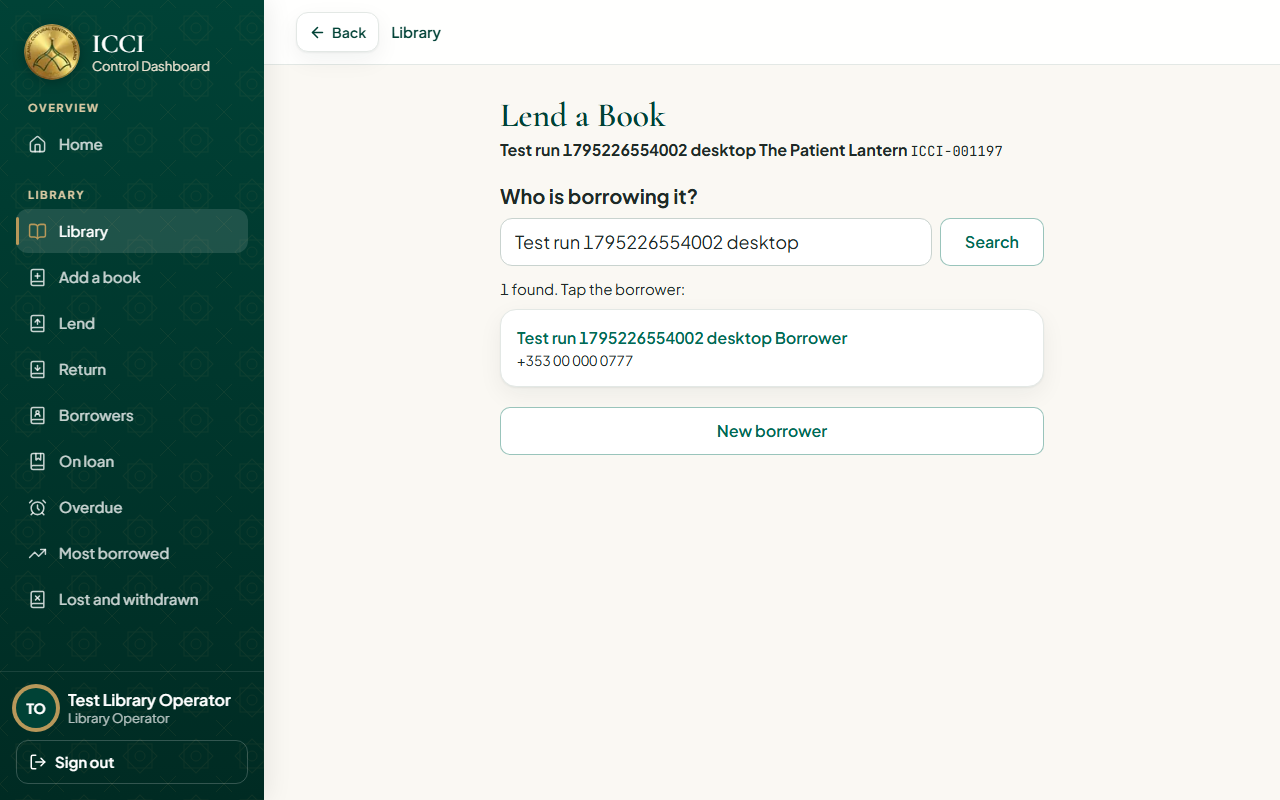 ICCI
Control Dashboard
OVERVIEW
Home
LIBRARY
Library
Add a book
Lend
Return
Borrowers
On loan
Overdue
Most borrowed
Lost and withdrawn
TO
Test Library Operator
Library Operator
Sign out
Back
Library
Lend a Book
Test run 1795226554002 desktop The Patient Lantern ICCI-001197
Who is borrowing it?
Test run 1795226554002 desktop
Search
1 found. Tap the borrower:
Test run 1795226554002 desktop Borrower
+353 00 000 0777
New borrower